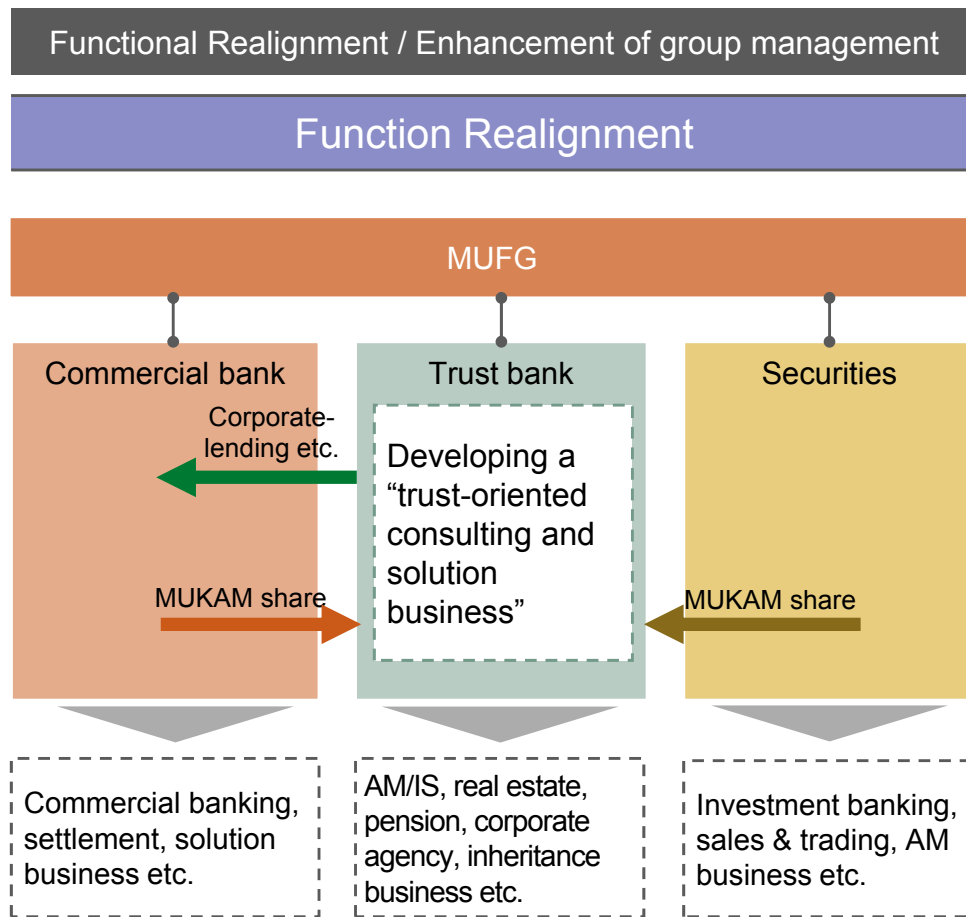 Functional Realignment / Enhancement of group management
Function Realignment
MUFG
Commercial bank
Corporate-
lending etc.
MUKAM share
Trust bank
Developing a
“trust-oriented
consulting and
solution
business”
Securities
MUKAM share
Commercial banking,
settlement, solution
business etc.
AM/IS, real estate,
pension, corporate
agency, inheritance
business etc.
Investment banking,
sales & trading, AM
business etc.